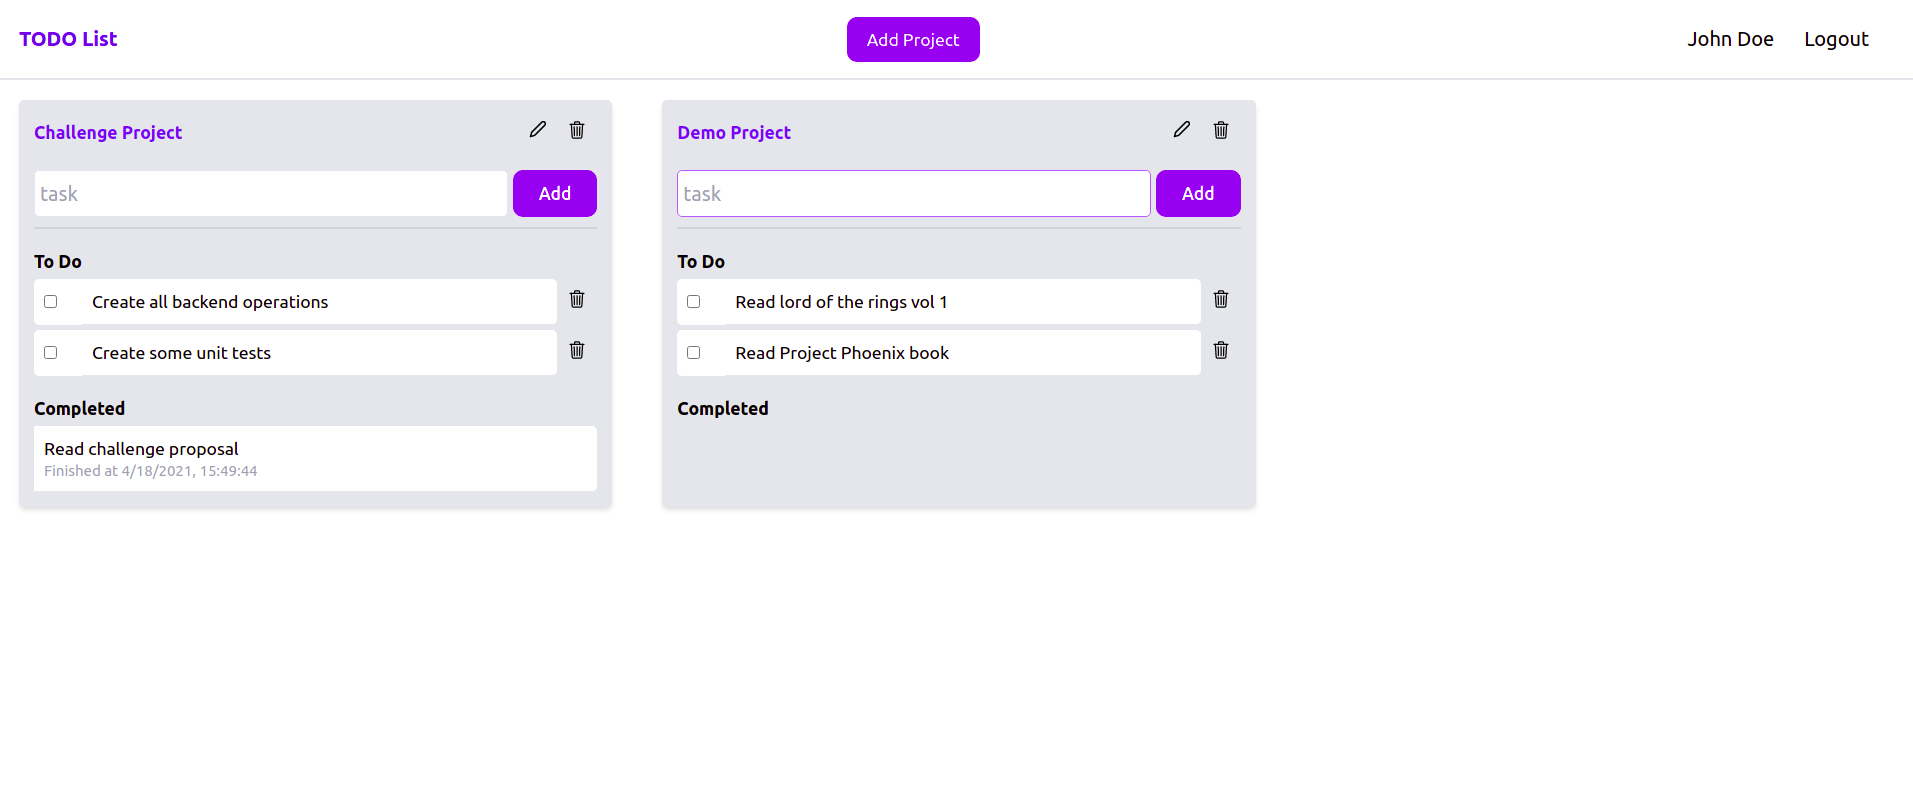 TODO List
Add Project
John Doe
Logout
Challenge Project
task
Add
To Do
Create all backend operations
Create some unit tests
Completed
Read challenge proposal
Finished at 4/18/2021, 15:49:44
Demo Project
task
Add
To Do
Read lord of the rings vol 1
Read Project Phoenix book
Completed